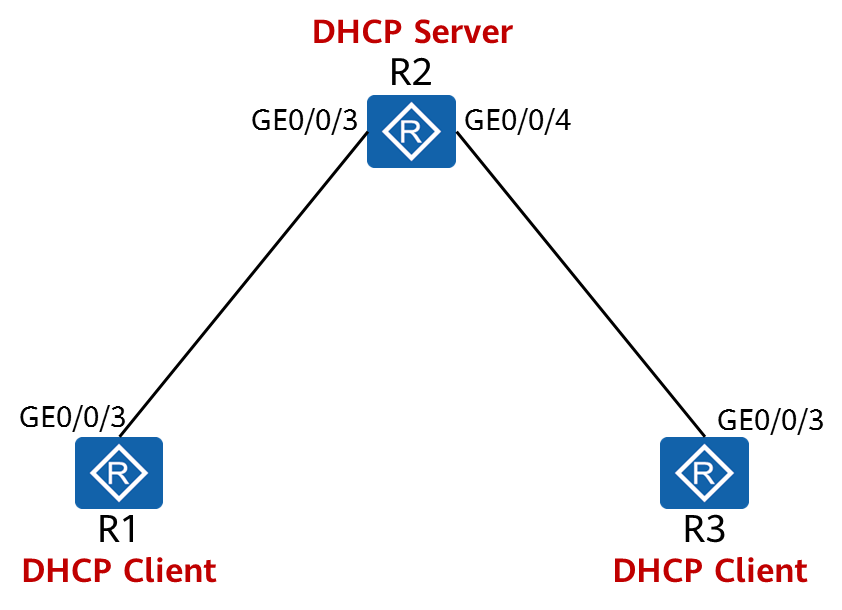 DHCP Server
R2
GE0/0/3
GE0/0/4
R
GE0/0/3
GE0/0/3
R
R
R1
R3
DHCP Client
DHCP Client